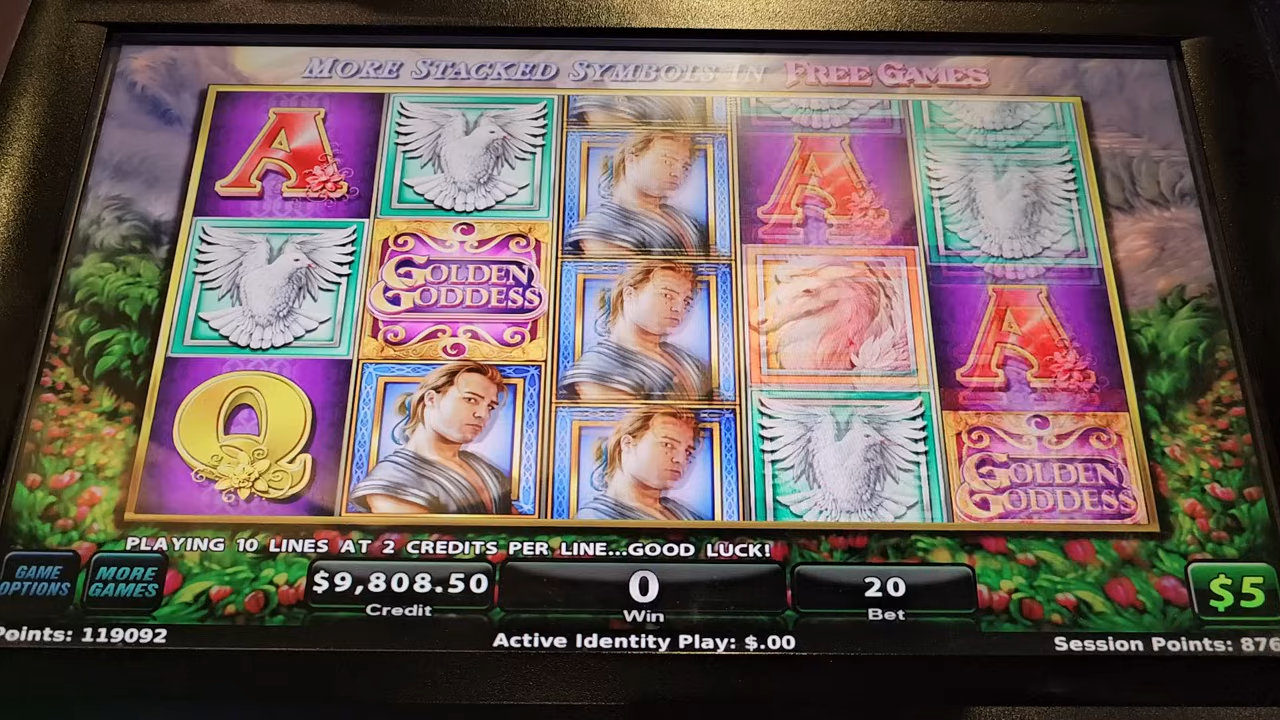 MORE STACKED SYMBOLS IN FREE GAMES
A
A
GOLDEN
GODDESS
A
Q
GOLDEN
GODDESS
PLAYING 10 LINES AT 2 CREDITS PER LINE...GOOD LUCK!
GAME
OPTIONS
MORE
GAMES
$9,808.50
Credit
0
Win
20
Bet
$5
Points: 119092
Active Identity Play: $.00
Session Points: 876